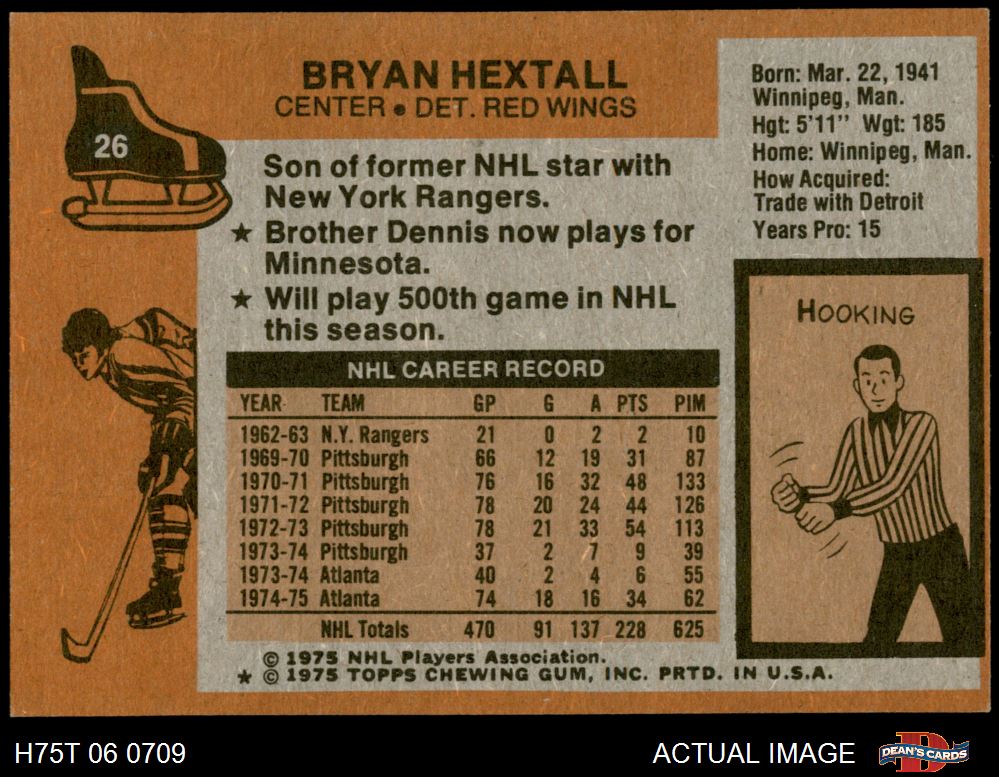 BRYAN HEXTALL
CENTER • DET. RED WINGS
26
Born: Mar. 22, 1941
Winnipeg, Man.
Hgt: 5'11" Wgt: 185
Home: Winnipeg, Man.
How Acquired:
Trade with Detroit
Years Pro: 15
Son of former NHL star with
New York Rangers.
★ Brother Dennis now plays for
Minnesota.
★ Will play 500th game in NHL
this season.
NHL CAREER RECORD
YEAR TEAM GP G A PTS PIM
1962-63 N.Y. Rangers 21 0 2 2 10
1969-70 Pittsburgh 66 12 19 31 87
1970-71 Pittsburgh 76 16 32 48 133
1971-72 Pittsburgh 78 20 24 44 126
1972-73 Pittsburgh 78 21 33 54 113
1973-74 Pittsburgh 37 2 7 9 39
1973-74 Atlanta 40 2 4 6 55
1974-75 Atlanta 74 18 16 34 62
NHL Totals 470 91 137 228 625
© 1975 NHL Players Association.
★ © 1975 TOPPS CHEWING GUM, INC. PRTD. IN U.S.A.
HOOKING
H75T 06 0709
ACTUAL IMAGE
D
DEAN'S CARDS